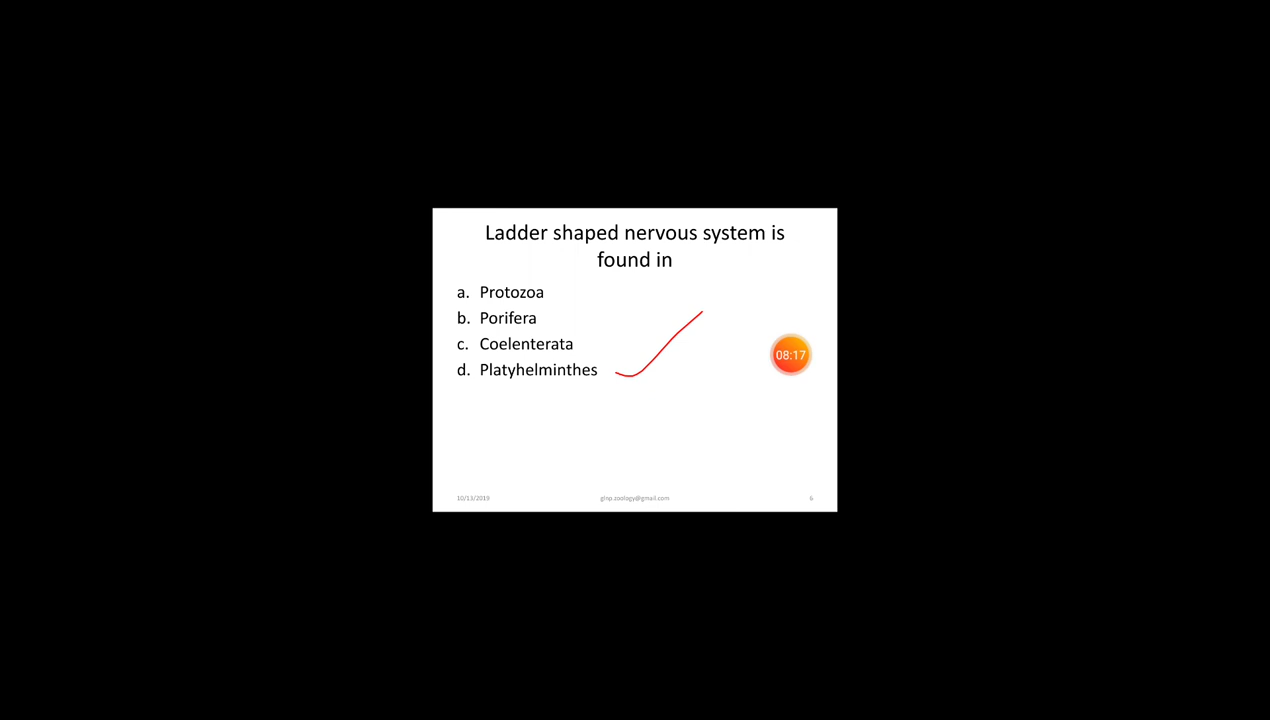 Ladder shaped nervous system is
found in
a. Protozoa
b. Porifera
c. Coelenterata
d. Platyhelminthes
08:17
10/13/2019
glnp.zoology@gmail.com
6